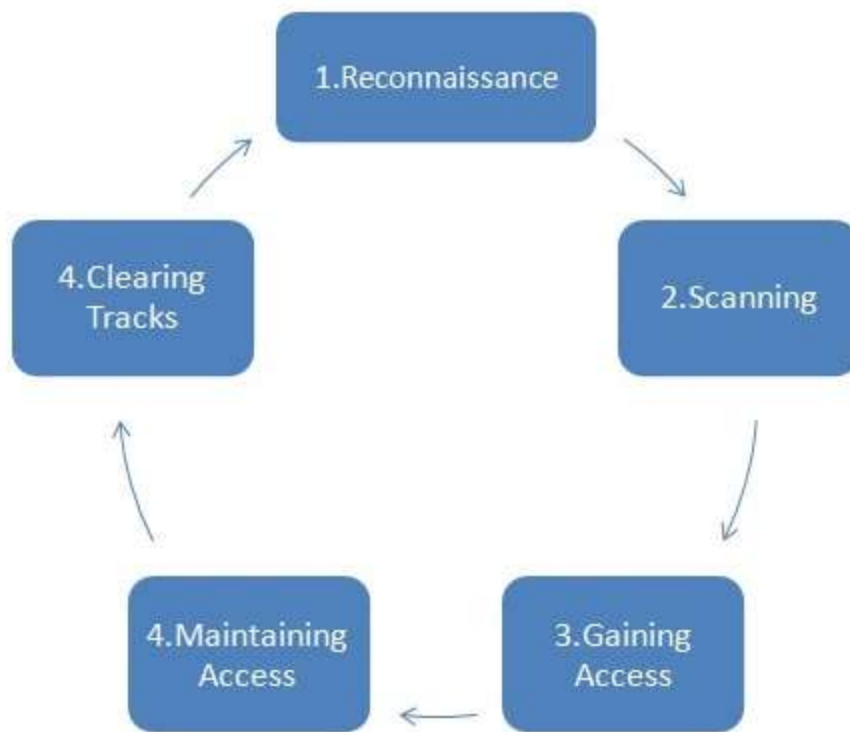 1.Reconnaissance
2.Scanning
3.Gaining
Access
4.Maintaining
Access
4.Clearing
Tracks